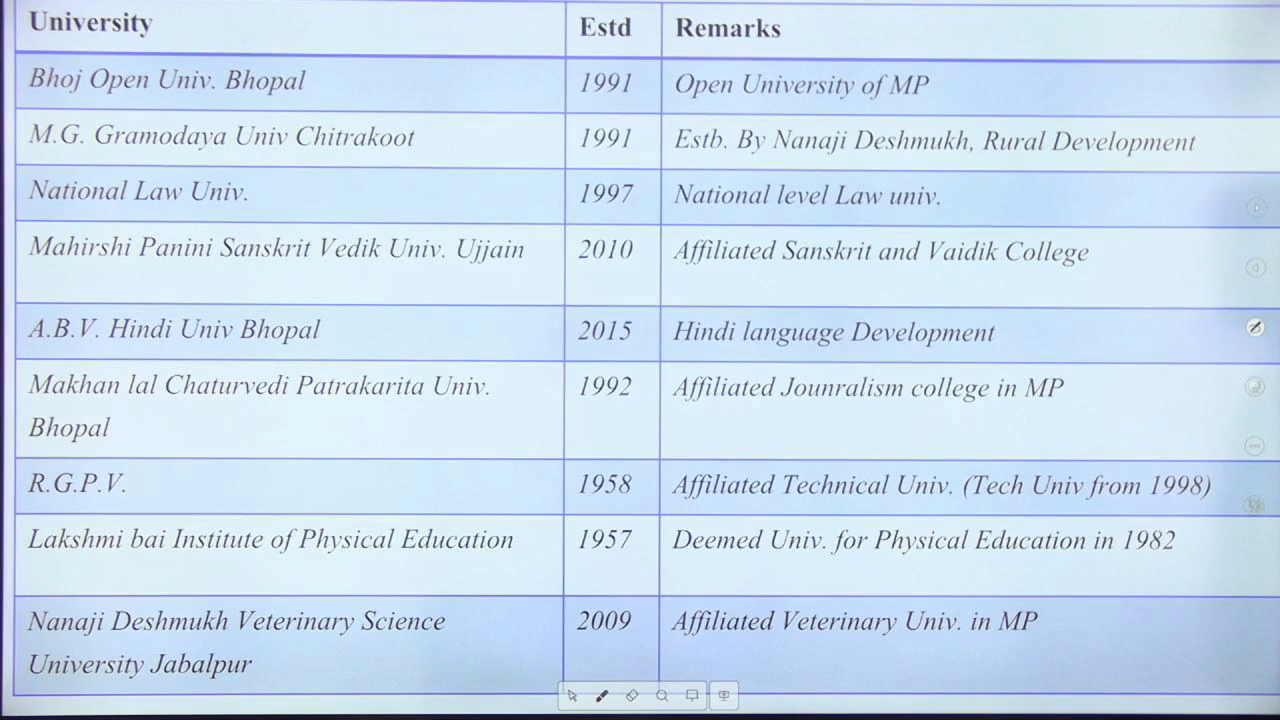 University Estd Remarks
Bhoj Open Univ. Bhopal 1991 Open University of MP
M.G. Gramodaya Univ Chitrakoot 1991 Estb. By Nanaji Deshmukh, Rural Development
National Law Univ. 1997 National level Law univ.
Mahirshi Panini Sanskrit Vedik Univ. Ujjain 2010 Affiliated Sanskrit and Vaidik College
A.B.V. Hindi Univ Bhopal 2015 Hindi language Development
Makhan lal Chaturvedi Patrakarita Univ. 1992 Affiliated Jounralism college in MP
Bhopal
R.G.P.V. 1958 Affiliated Technical Univ. (Tech Univ from 1998)
Lakshmi bai Institute of Physical Education 1957 Deemed Univ. for Physical Education in 1982
Nanaji Deshmukh Veterinary Science 2009 Affiliated Veterinary Univ. in MP
University Jabalpur